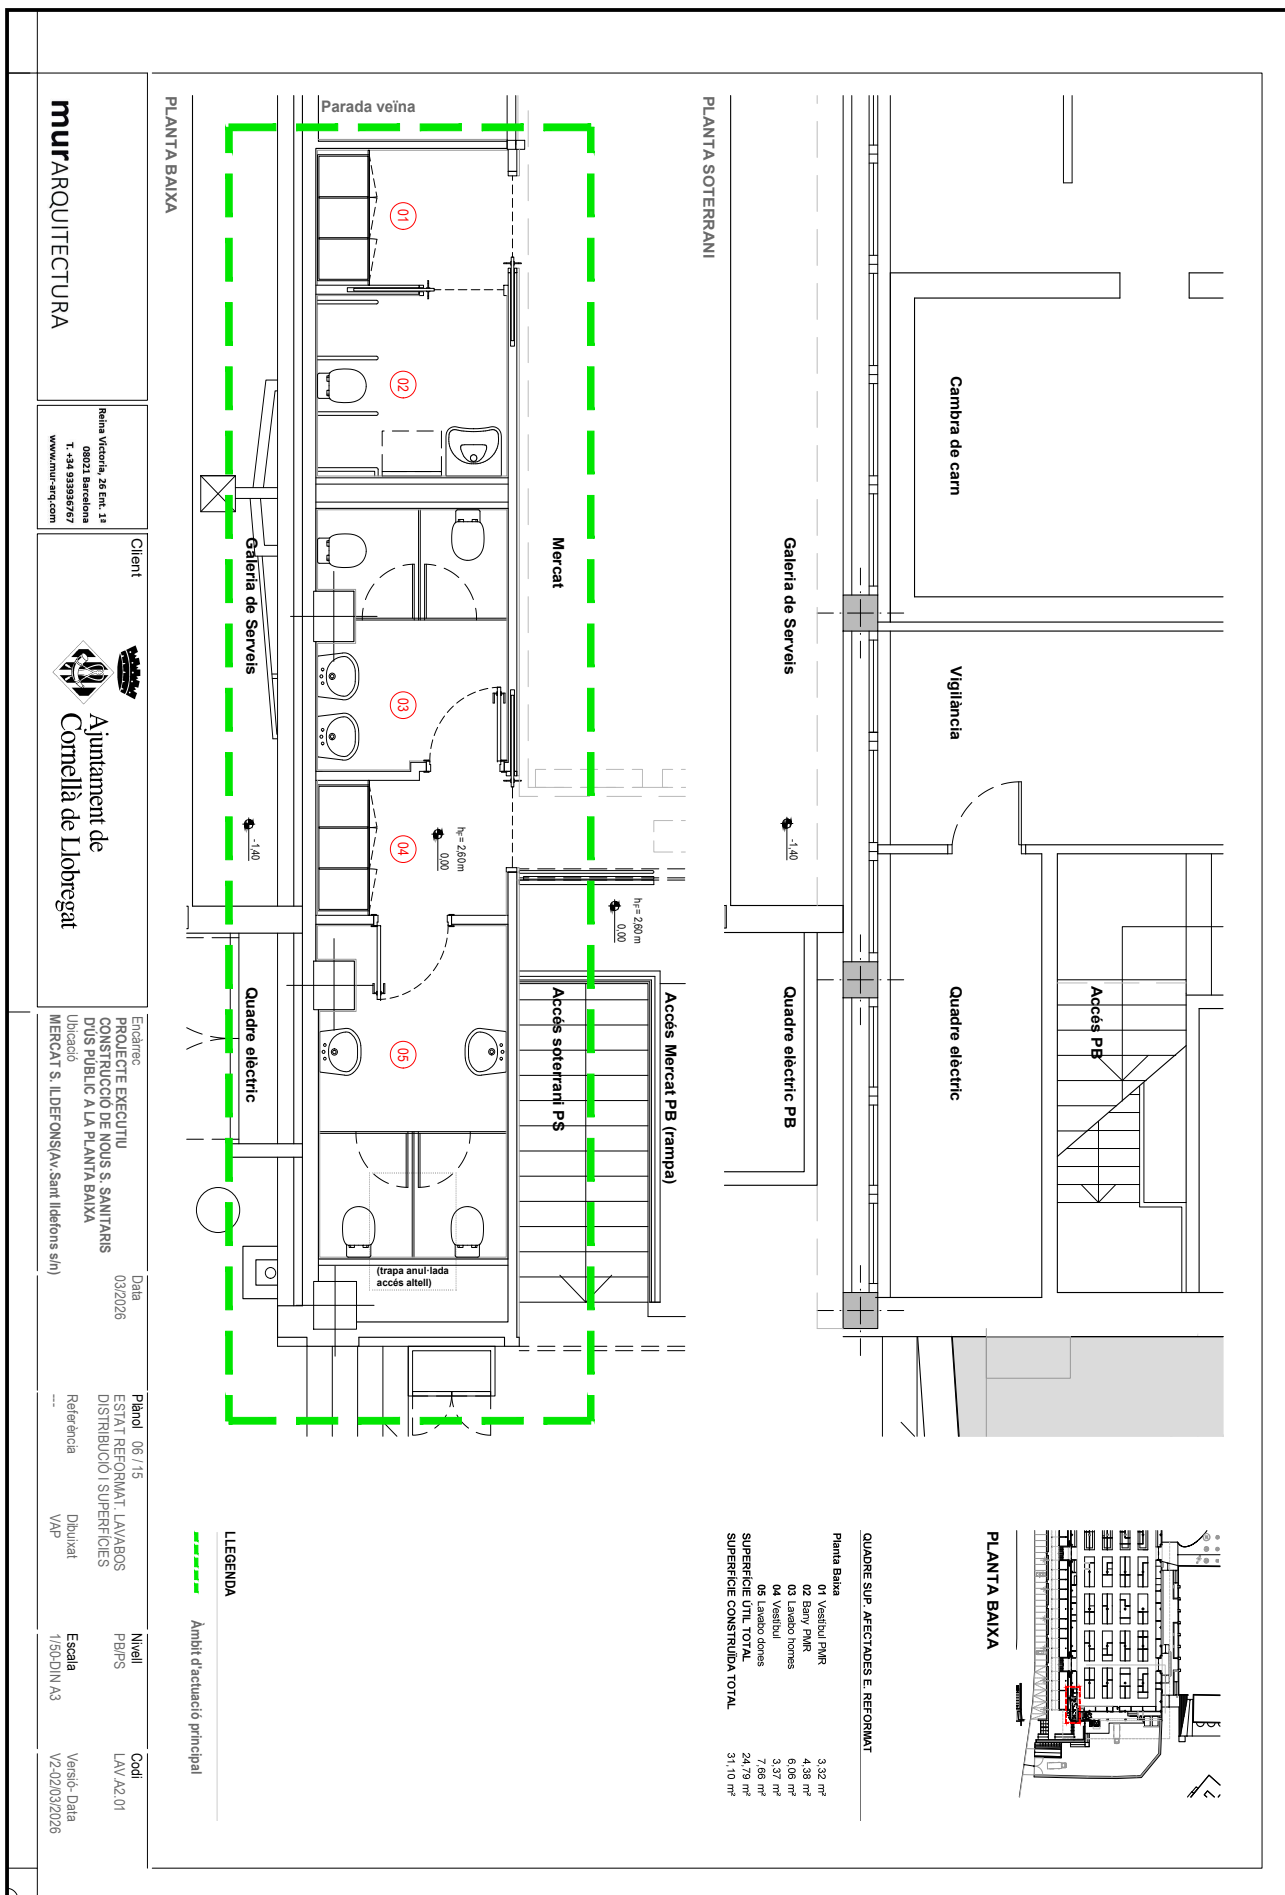 PLANTA SOTERRANI
Cambra de carn
Vigilància
Galeria de Serveis
-1,40
Quadre elèctric PB
Quadre elèctric
Accés PB
PLANTA BAIXA
Parada veïna
01
02
03
04
05
Mercat
Galeria de Serveis
-1,40
hF= 2,60 m
0,00
hF= 2,60 m
0,00
Quadre elèctric
Accés soterrani PS
Accés Mercat PB (rampa)
(trapa anul·lada
accés altell)
PLANTA BAIXA
QUADRE SUP. AFECTADES E. REFORMAT
Planta Baixa
01 Vestíbul PMR 3,32 m²
02 Bany PMR 4,38 m²
03 Lavabo homes 6,06 m²
04 Vestíbul 3,37 m²
05 Lavabo dones 7,66 m²
SUPERFÍCIE ÚTIL TOTAL 24,79 m²
SUPERFÍCIE CONSTRUÏDA TOTAL 31,10 m²
LLEGENDA
Àmbit d'actuació principal
murARQUITECTURA
Reina Victoria, 26 Ent. 1ª
08021 Barcelona
T. +34 933936767
www.mur-arq.com
Client
Ajuntament de
Cornellà de Llobregat
Encàrrec
PROJECTE EXECUTIU
CONSTRUCCIÓ DE NOUS S. SANITARIS
D'ÚS PÚBLIC A LA PLANTA BAIXA
Ubicació
MERCAT S. ILDEFONS(Av.Sant Ildefons s/n)
Data
03/2026
Plànol 06 / 15
ESTAT REFORMAT. LAVABOS
DISTRIBUCIÓ I SUPERFÍCIES
Referència
---
Dibuixat
VAP
Nivell
PB/PS
Escala
1/50-DIN A3
Codi
LAV.A2.01
Versió- Data
V2-02/03/2026